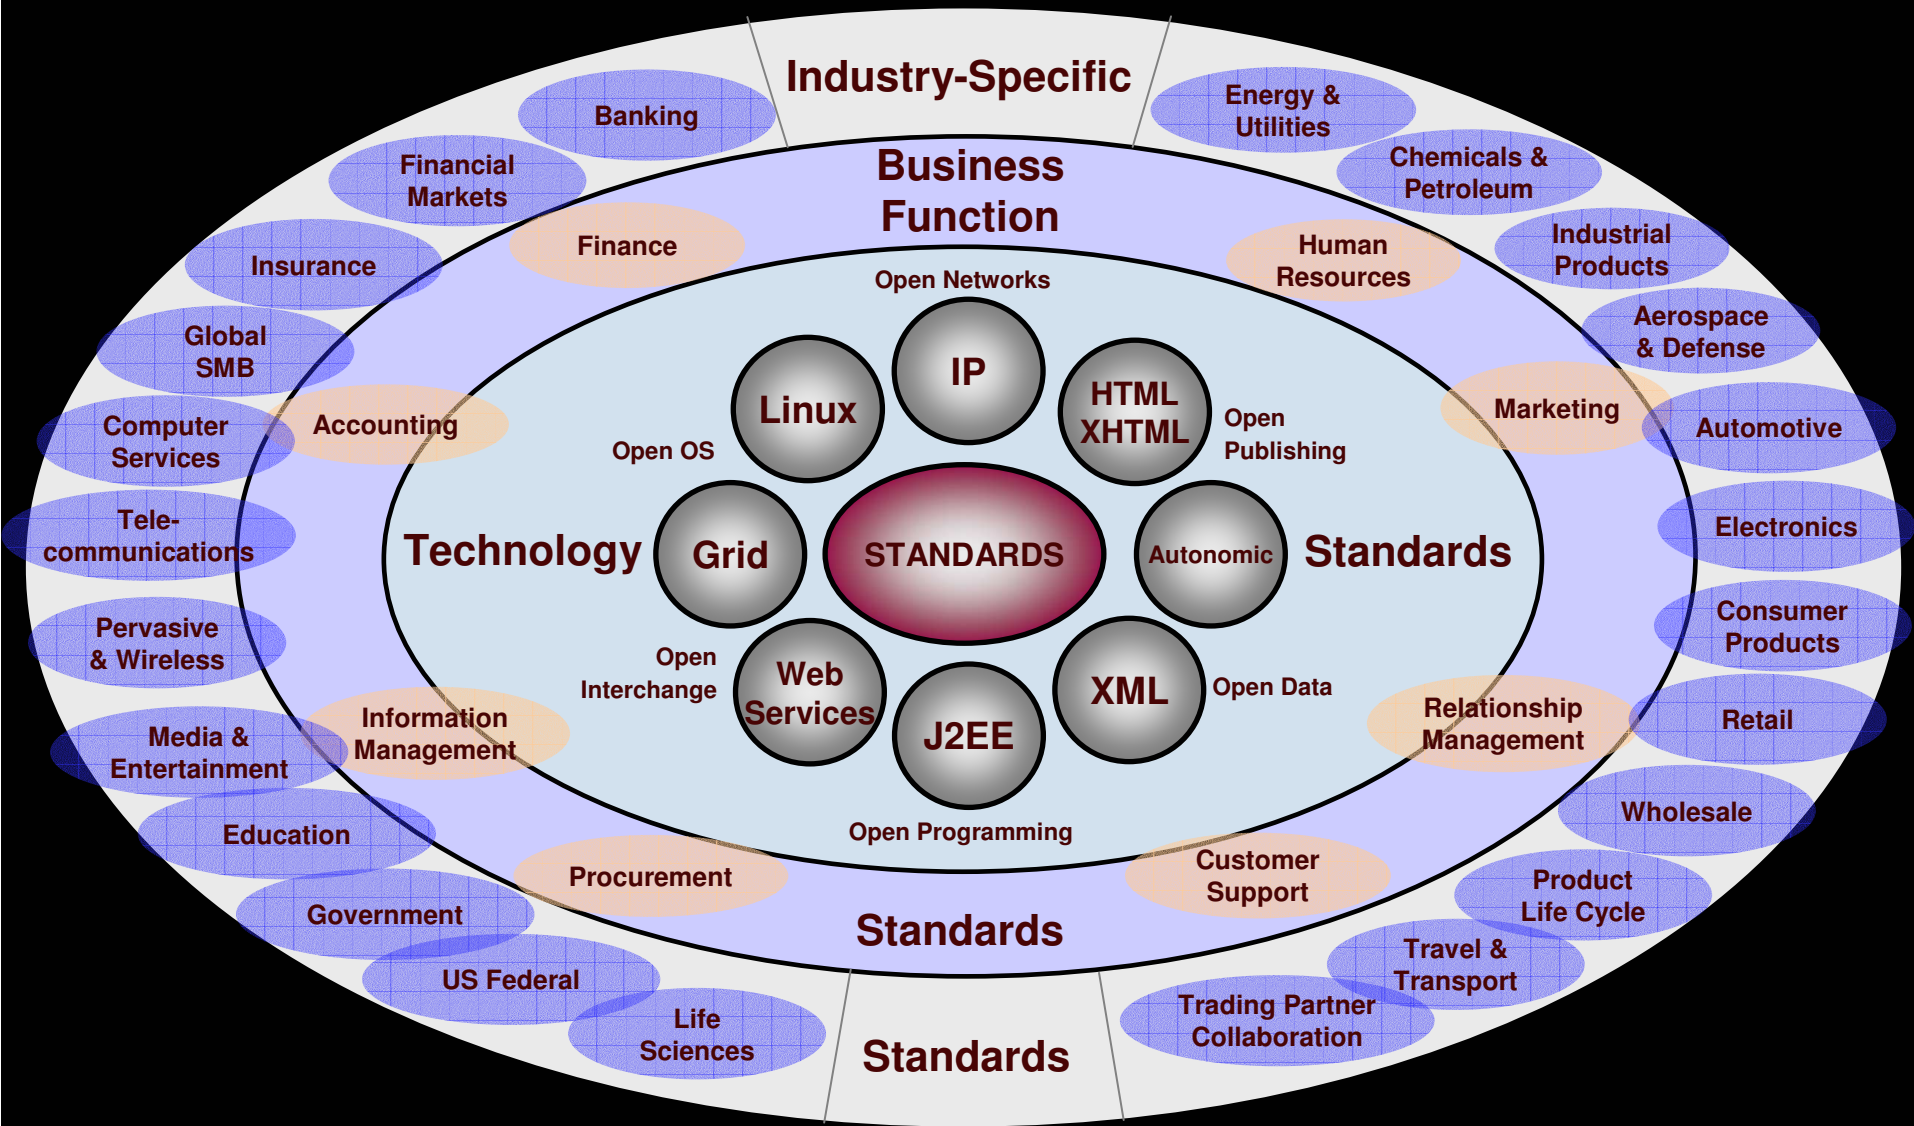 Industry-Specific
Banking
Energy &
Utilities
Financial
Markets
Chemicals &
Petroleum
Business
Function
Insurance
Finance
Human
Resources
Industrial
Products
Global
SMB
Open Networks
Aerospace
& Defense
Linux
IP
HTML
XHTML
Open
Publishing
Open OS
Computer
Services
Accounting
Marketing
Automotive
Tele-
communications
Technology
Grid
STANDARDS
Autonomic
Standards
Electronics
Pervasive
& Wireless
Open
Interchange
Web
Services
J2EE
XML
Open Data
Consumer
Products
Media &
Entertainment
Information
Management
Relationship
Management
Retail
Education
Open Programming
Wholesale
Government
Procurement
Customer
Support
Product
Life Cycle
US Federal
Standards
Travel &
Transport
Life
Sciences
Standards
Trading Partner
Collaboration